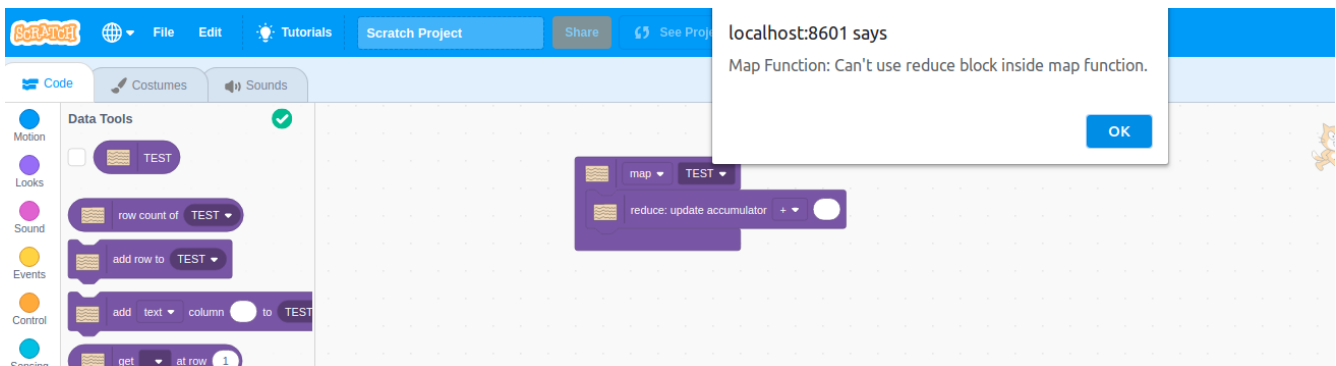 SCRATCH File Edit Tutorials Scratch Project Share See Proje
localhost:8601 says
Map Function: Can't use reduce block inside map function.
OK
Code Costumes Sounds
Motion
Looks
Sound
Events
Control
Sensing
Data Tools
TEST
row count of TEST
add row to TEST
add text column to TEST
get at row 1
map TEST
reduce: update accumulator +